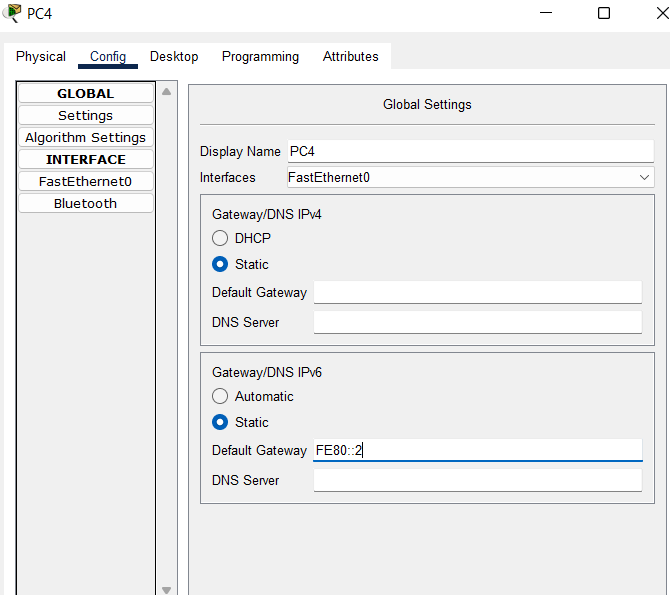 PC4
Physical Config Desktop Programming Attributes
GLOBAL
Settings
Algorithm Settings
INTERFACE
FastEthernet0
Bluetooth
Global Settings
Display Name PC4
Interfaces FastEthernet0
Gateway/DNS IPv4
DHCP
Static
Default Gateway
DNS Server
Gateway/DNS IPv6
Automatic
Static
Default Gateway FE80::2
DNS Server